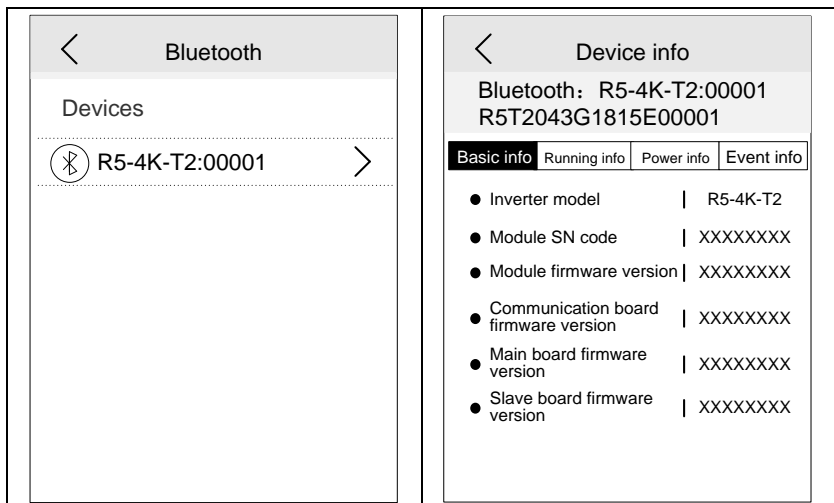 Bluetooth
Devices
R5-4K-T2:00001
Device info
Bluetooth：R5-4K-T2:00001
R5T2043G1815E00001
Basic info Running info Power info Event info
Inverter model | R5-4K-T2
Module SN code | XXXXXXXX
Module firmware version | XXXXXXXX
Communication board
firmware version | XXXXXXXX
Main board firmware
version | XXXXXXXX
Slave board firmware
version | XXXXXXXX